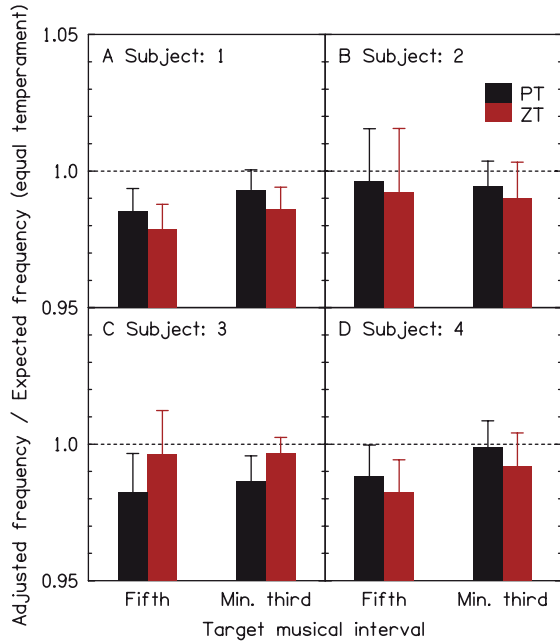 Adjusted frequency / Expected frequency (equal temperament)
1.05
A Subject: 1
B Subject: 2
PT
ZT
1.0
0.95
C Subject: 3
D Subject: 4
1.0
0.95
Fifth
Min. third
Fifth
Min. third
Target musical interval